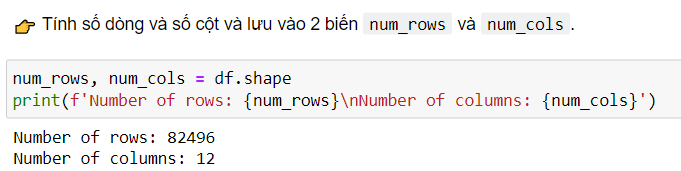 👉 Tính số dòng và số cột và lưu vào 2 biến num_rows và num_cols.
num_rows, num_cols = df.shape
print(f'Number of rows: {num_rows}\nNumber of columns: {num_cols}')
Number of rows: 82496
Number of columns: 12